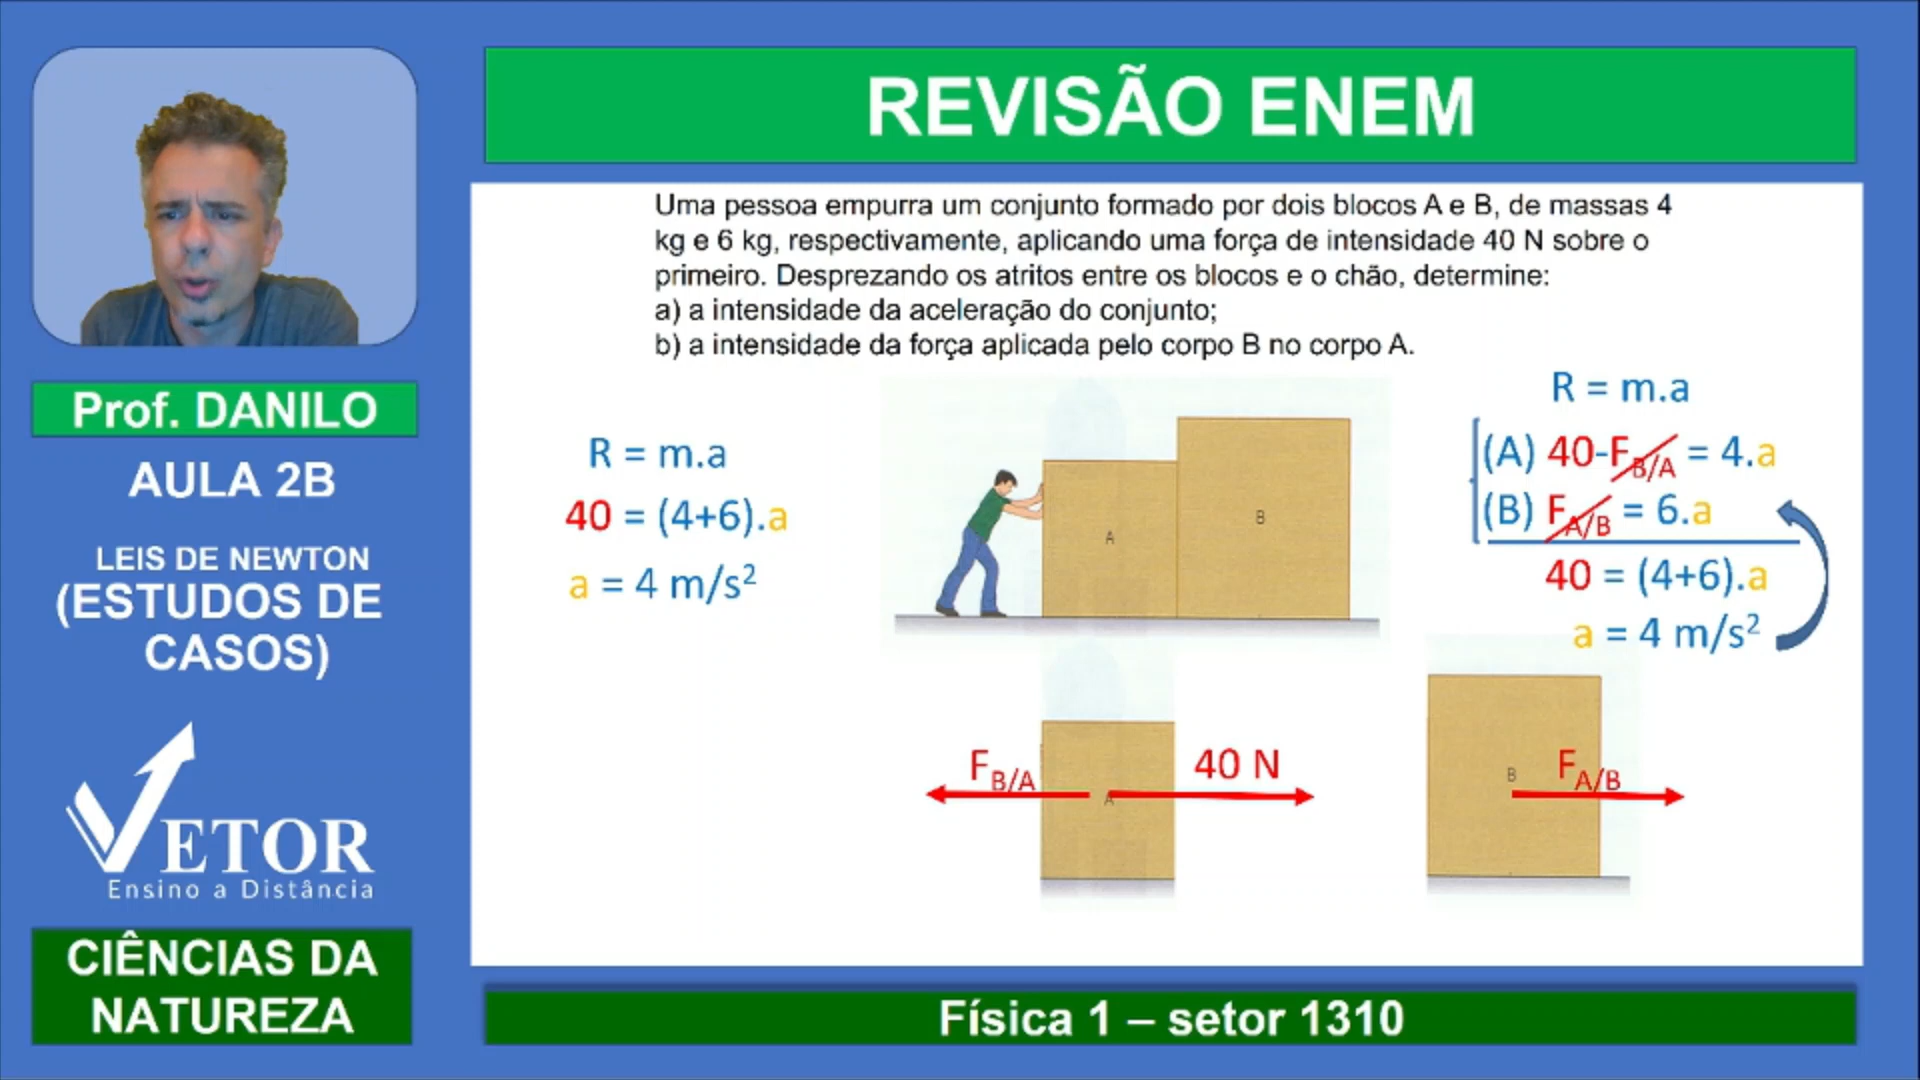 REVISÃO ENEM
Prof. DANILO
AULA 2B
LEIS DE NEWTON
(ESTUDOS DE
CASOS)
VETOR
Ensino a Distância
CIÊNCIAS DA
NATUREZA
Uma pessoa empurra um conjunto formado por dois blocos A e B, de massas 4
kg e 6 kg, respectivamente, aplicando uma força de intensidade 40 N sobre o
primeiro. Desprezando os atritos entre os blocos e o chão, determine:
a) a intensidade da aceleração do conjunto;
b) a intensidade da força aplicada pelo corpo B no corpo A.
R = m.a
40 = (4+6).a
a = 4 m/s²
A
B
R = m.a
(A) 40-F_B/A = 4.a
(B) F_A/B = 6.a
40 = (4+6).a
a = 4 m/s²
F_B/A
A
40 N
B
F_A/B
Física 1 – setor 1310